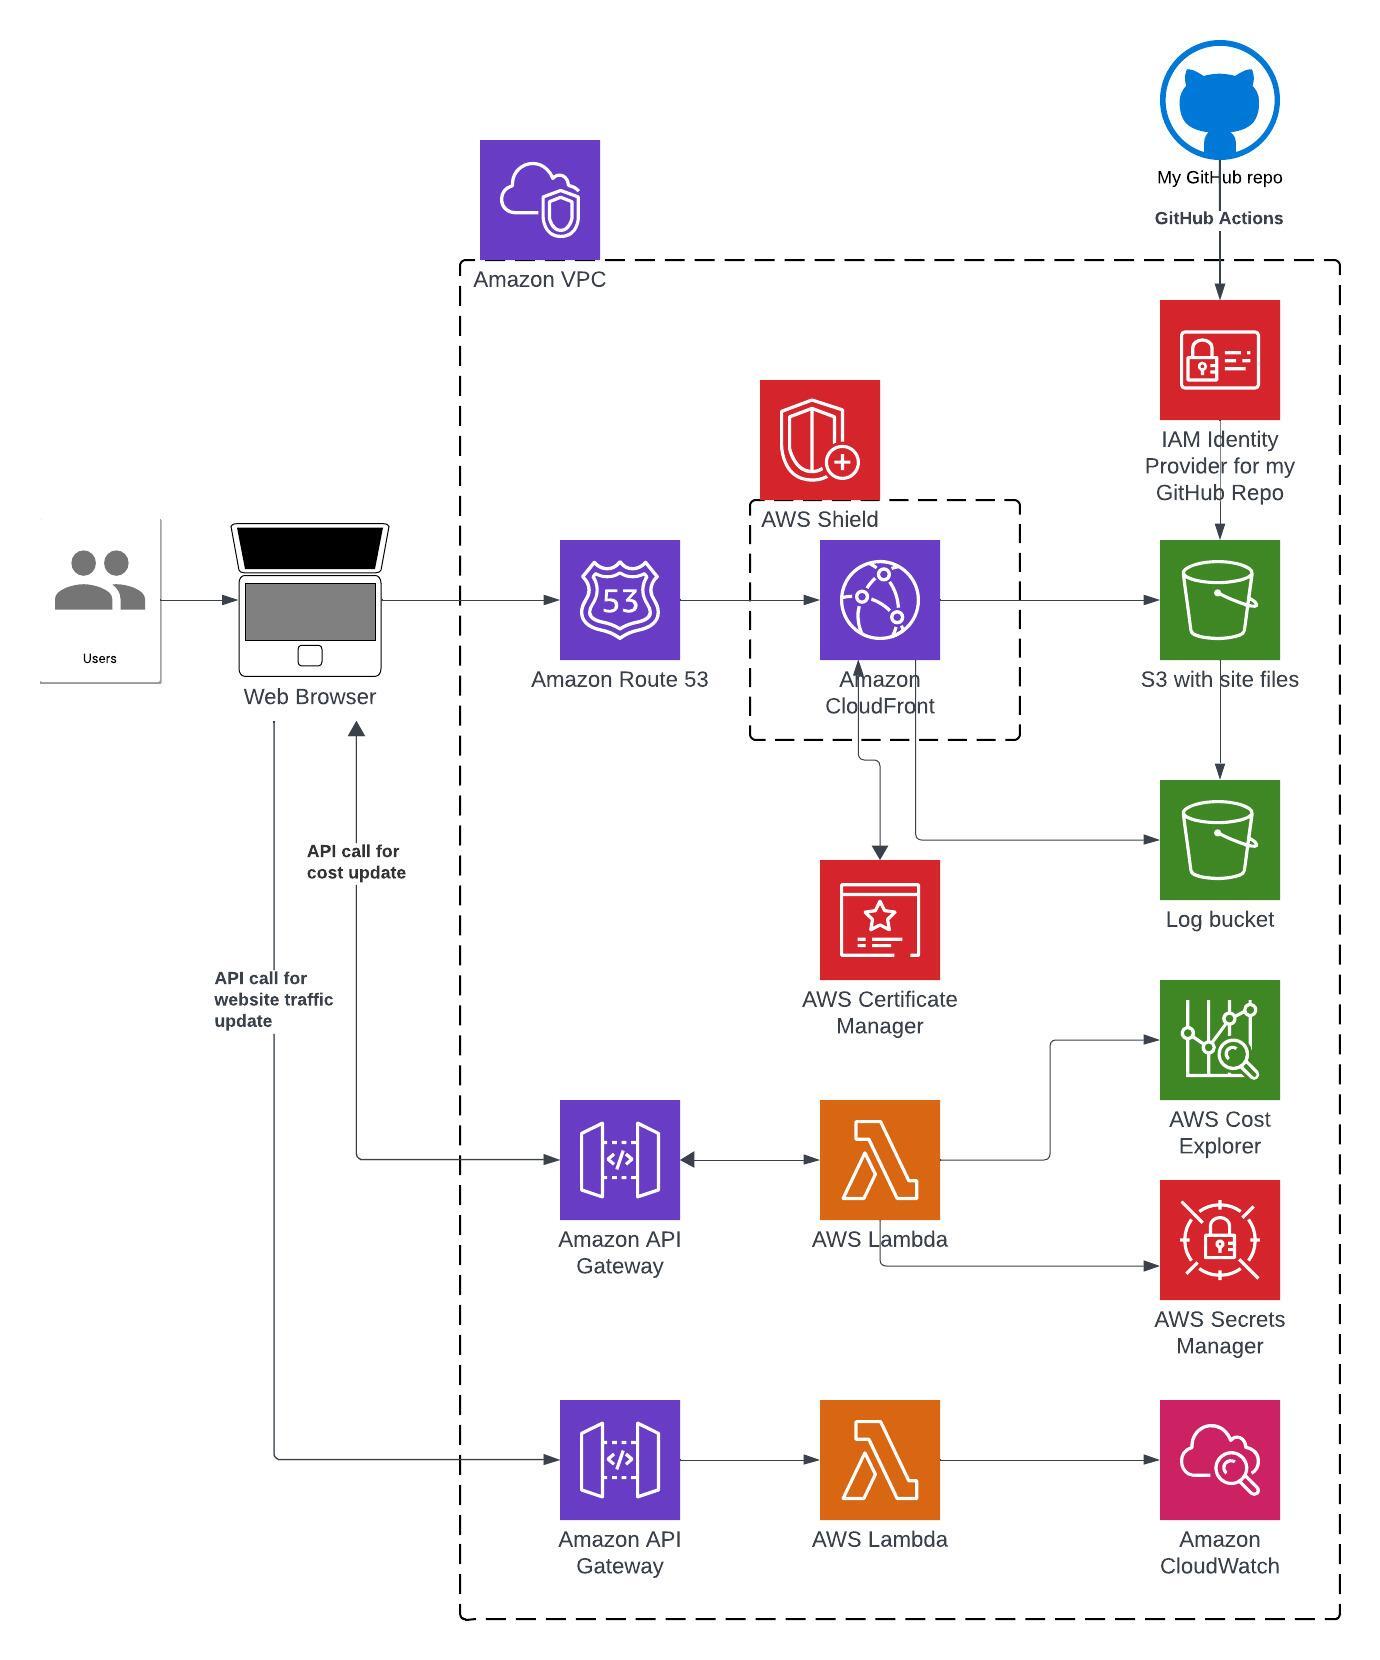 My GitHub repo
GitHub Actions
Amazon VPC
IAM Identity
Provider for my
GitHub Repo
AWS Shield
53
Users
Web Browser
Amazon Route 53
Amazon
CloudFront
S3 with site files
API call for
cost update
Log bucket
API call for
website traffic
update
AWS Certificate
Manager
AWS Cost
Explorer
</>
Amazon API
Gateway
AWS Lambda
AWS Secrets
Manager
</>
Amazon API
Gateway
AWS Lambda
Amazon
CloudWatch